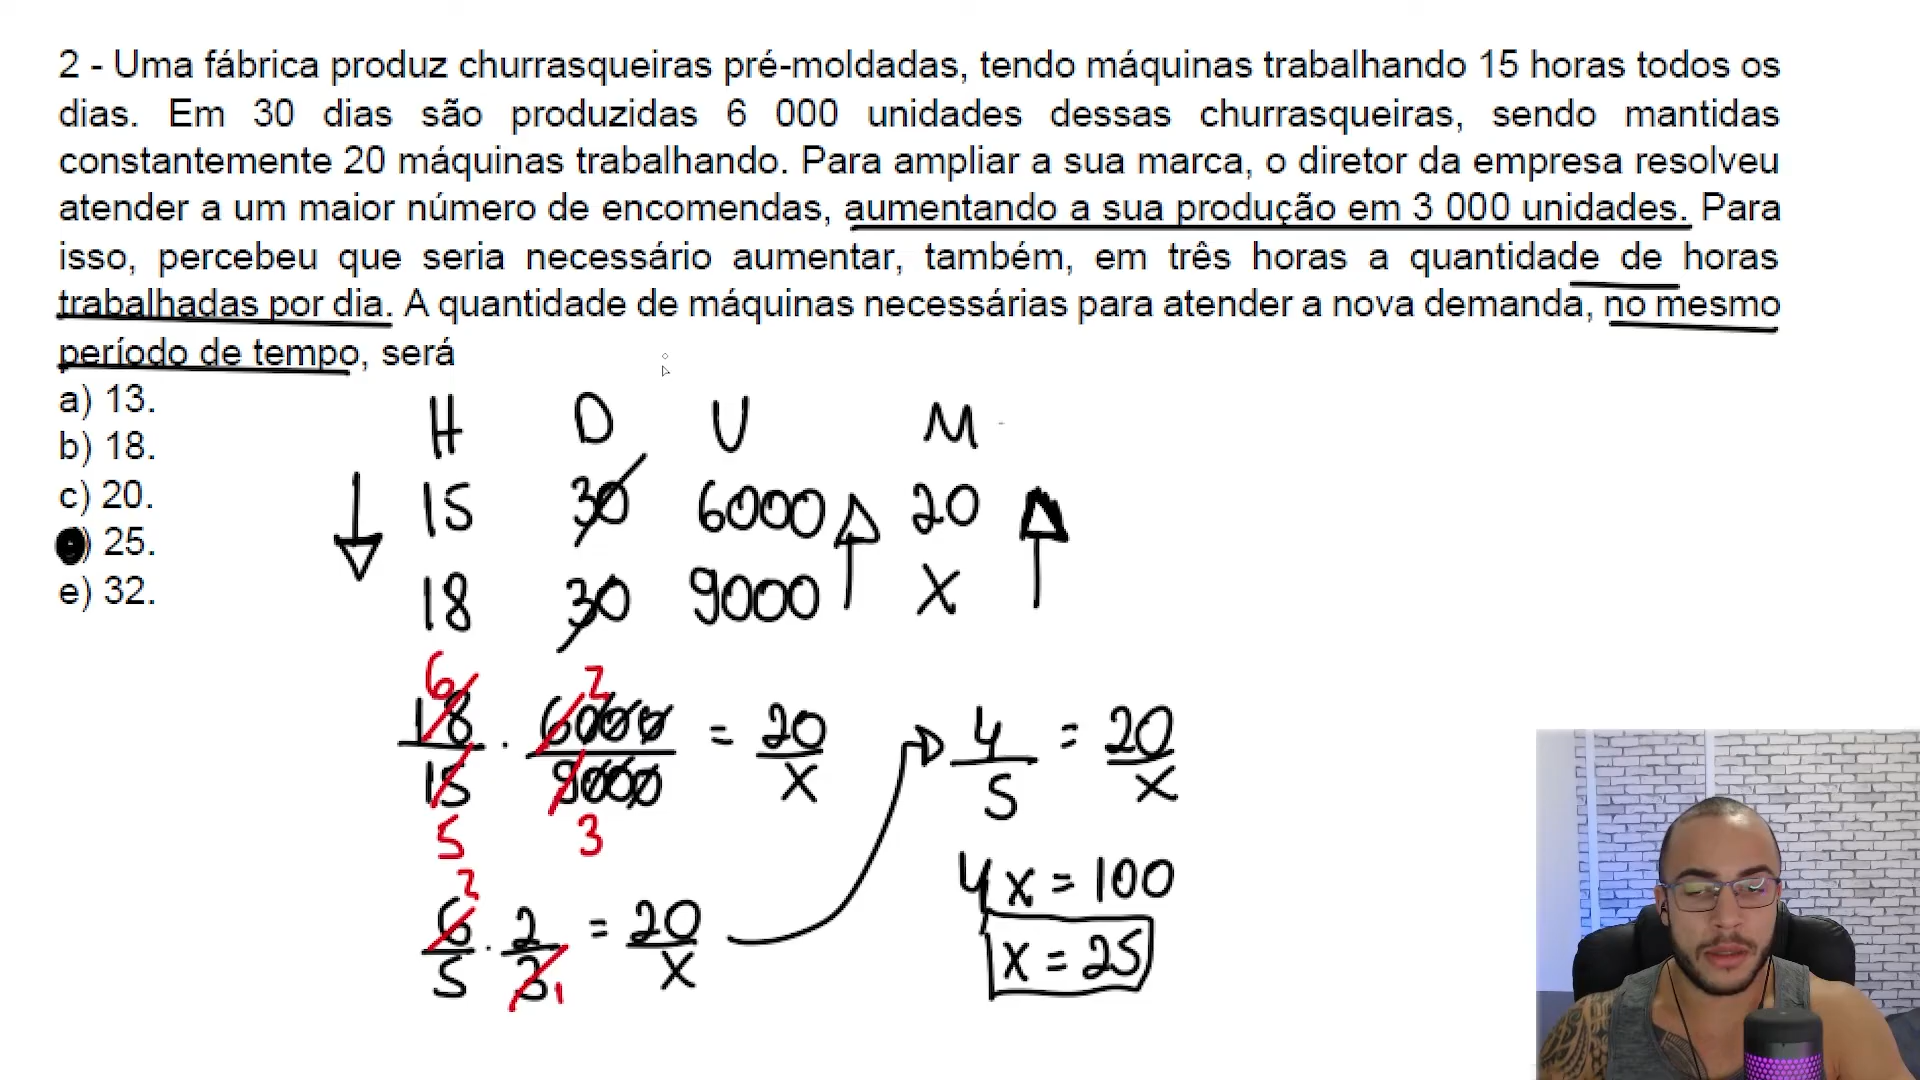 2 - Uma fábrica produz churrasqueiras pré-moldadas, tendo máquinas trabalhando 15 horas todos os
dias. Em 30 dias são produzidas 6 000 unidades dessas churrasqueiras, sendo mantidas
constantemente 20 máquinas trabalhando. Para ampliar a sua marca, o diretor da empresa resolveu
atender a um maior número de encomendas, aumentando a sua produção em 3 000 unidades. Para
isso, percebeu que seria necessário aumentar, também, em três horas a quantidade de horas
trabalhadas por dia. A quantidade de máquinas necessárias para atender a nova demanda, no mesmo
período de tempo, será
a) 13.
b) 18.
c) 20.
) 25.
e) 32.
H D U M
15 30 6000 20
18 30 9000 X
6 2
18 . 6000 = 20
15 9000 X
5 3
2
6 . 2 = 20
5 3 1 X
4 = 20
5 X
4x = 100
x = 25